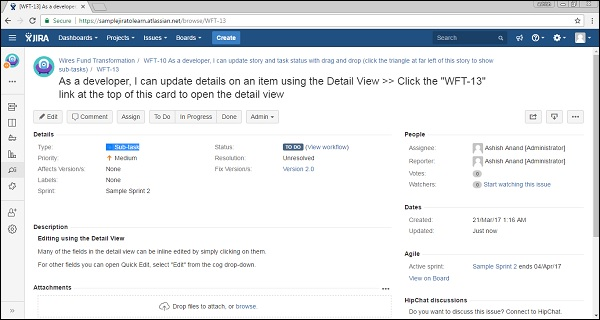 [WFT-13] As a develope
Secure
https://samplejiratolearn.atlassian.net/browse/WFT-13
JIRA Dashboards Projects Issues Boards Create Search
Wires Fund Transformation / WFT-10 As a developer, I can update story and task status with drag and drop (click the triangle at far left of this story to show
sub-tasks) / WFT-13
As a developer, I can update details on an item using the Detail View >> Click the "WFT-13"
link at the top of this card to open the detail view
Edit Comment Assign To Do In Progress Done Admin
Details
Type: Sub-task
Priority: Medium
Affects Version/s: None
Labels: None
Sprint: Sample Sprint 2
Status: TO DO (View workflow)
Resolution: Unresolved
Fix Version/s: Version 2.0
Description
Editing using the Detail View
Many of the fields in the detail view can be inline edited by simply clicking on them.
For other fields you can open Quick Edit, select "Edit" from the cog drop-down.
Attachments
Drop files to attach, or browse.
People
Assignee: Ashish Anand [Administrator]
Reporter: Ashish Anand [Administrator]
Votes: 0
Watchers: 0 Start watching this issue
Dates
Created: 21/Mar/17 1:16 AM
Updated: Just now
Agile
Active sprint: Sample Sprint 2 ends 04/Apr/17
View on Board
HipChat discussions
Do you want to discuss this issue? Connect to HipChat.